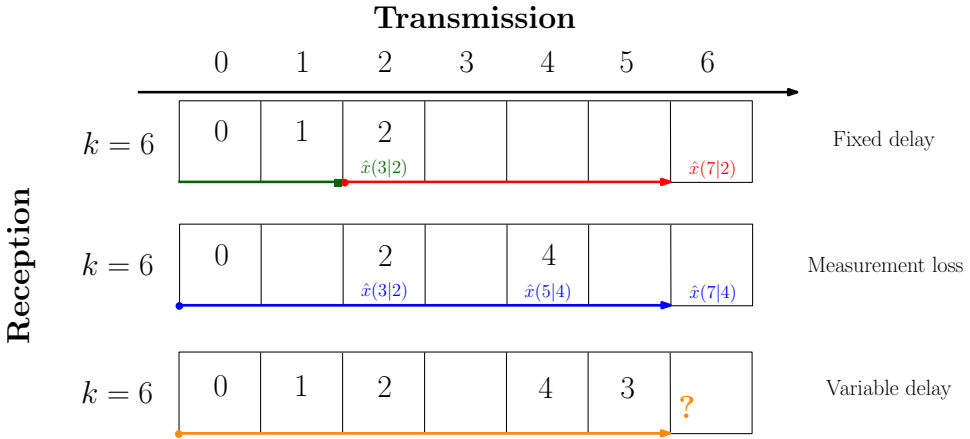 Transmission
0 1 2 3 4 5 6
k = 6 0 1 2 Fixed delay
x̂(3|2) x̂(7|2)
Reception
k = 6 0 2 4 Measurement loss
x̂(3|2) x̂(5|4) x̂(7|4)
k = 6 0 1 2 4 3 Variable delay
?